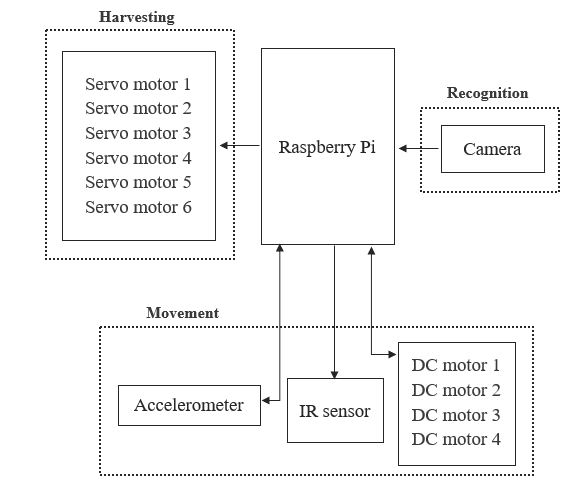 Harvesting
Servo motor 1
Servo motor 2
Servo motor 3
Servo motor 4
Servo motor 5
Servo motor 6
Raspberry Pi
Recognition
Camera
Movement
Accelerometer
IR sensor
DC motor 1
DC motor 2
DC motor 3
DC motor 4